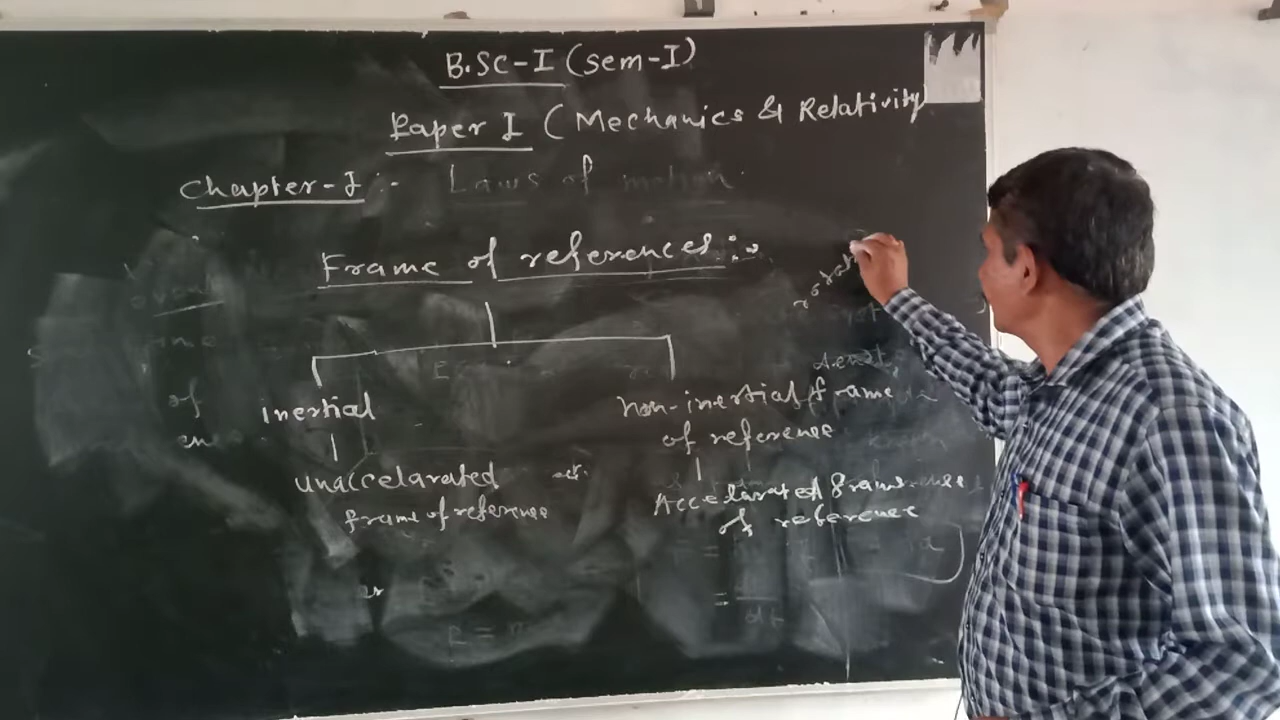 B.Sc-I (Sem-I)
Paper I (Mechanics & Relativity)
Chapter-I :- Laws of motion.
Frame of references :->
inertial
non-inertial frame
of reference
unaccelarated
frame of reference
Accelarated frame
of reference